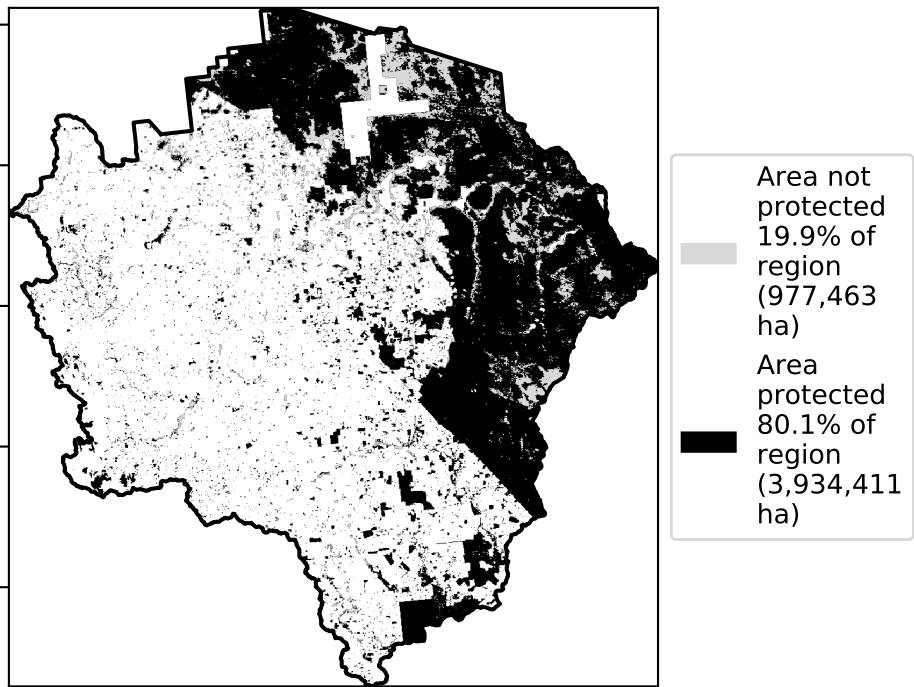 Area not
protected
19.9% of
region
(977,463
ha)
Area
protected
80.1% of
region
(3,934,411
ha)